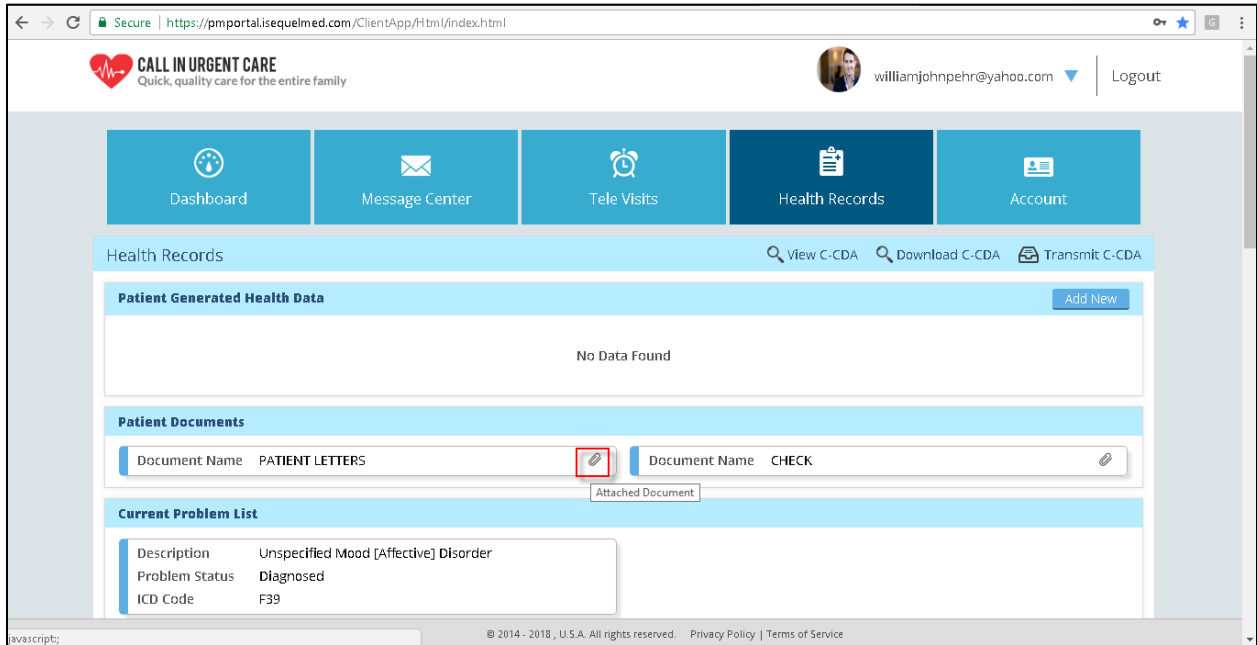 Secure | https://pmportal.isequelmed.com/ClientApp/Html/index.html
G
CALL IN URGENT CARE
Quick, quality care for the entire family
williamjohnpehr@yahoo.com
Logout
Dashboard
Message Center
Tele Visits
Health Records
Account
Health Records
View C-CDA
Download C-CDA
Transmit C-CDA
Patient Generated Health Data
Add New
No Data Found
Patient Documents
Document Name PATIENT LETTERS
Document Name CHECK
Attached Document
Current Problem List
Description Unspecified Mood [Affective] Disorder
Problem Status Diagnosed
ICD Code F39
javascript:;
© 2014 - 2018 , U.S.A. All rights reserved. Privacy Policy | Terms of Service